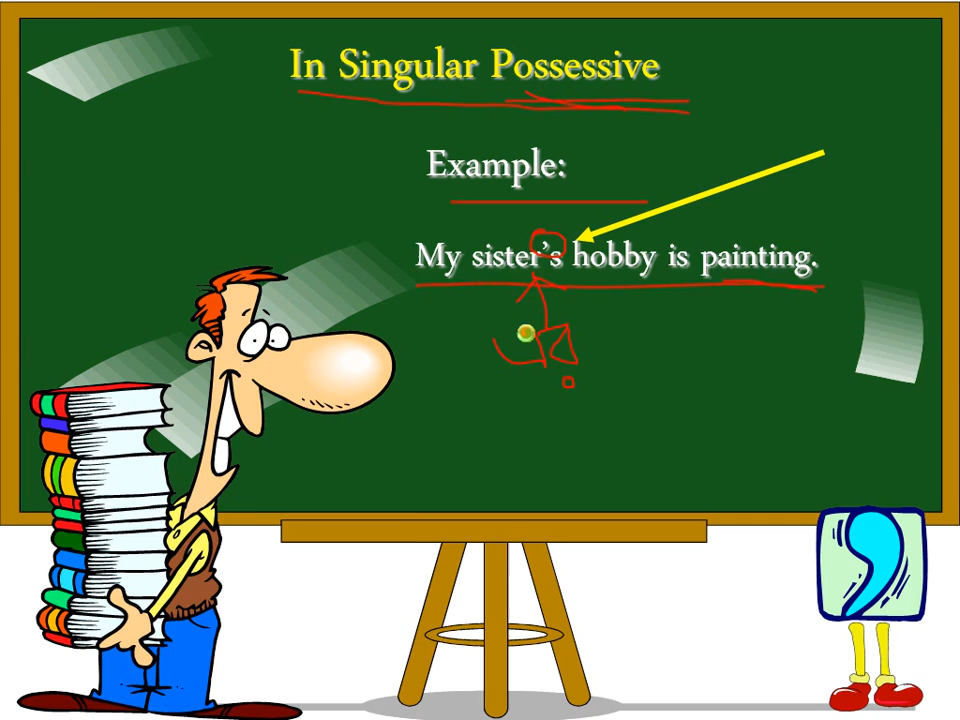 In Singular Possessive
Example:
My sister's hobby is painting.